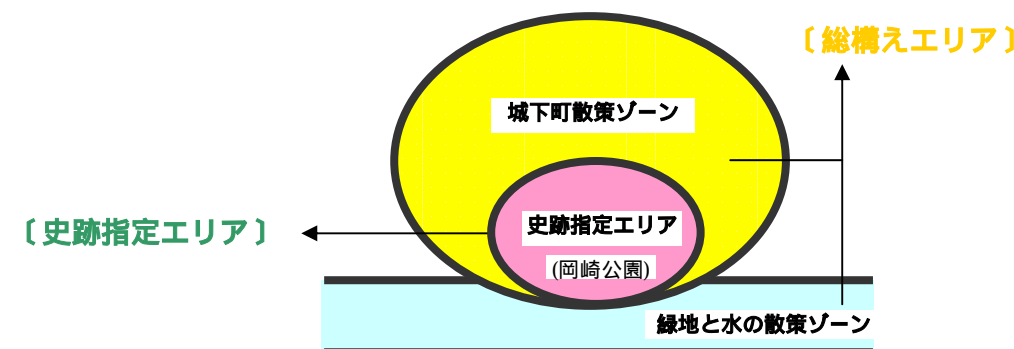 〔総構えエリア〕
城下町散策ゾーン
史跡指定エリア
〔史跡指定エリア〕
(岡崎公園)
緑地と水の散策ゾーン